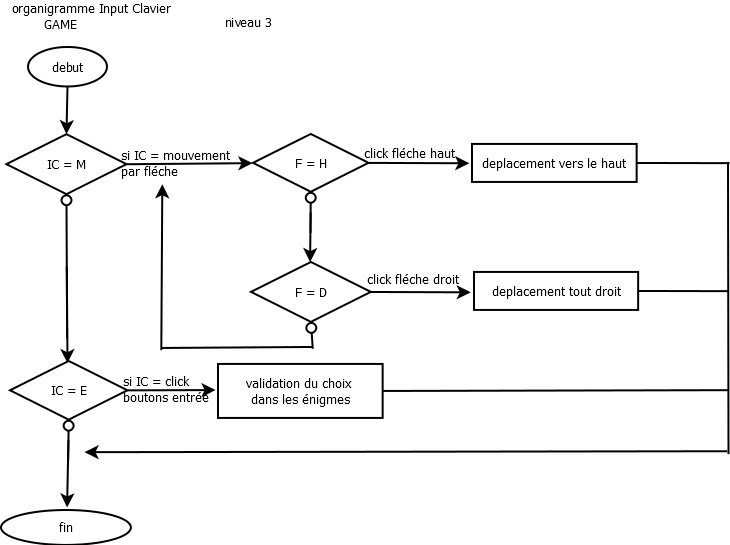 organigramme Input Clavier
GAME
niveau 3
debut
IC = M
si IC = mouvement
par fléche
F = H
click fléche haut
deplacement vers le haut
click fléche droit
F = D
deplacement tout droit
IC = E
si IC = click
boutons entrée
validation du choix
dans les énigmes
fin